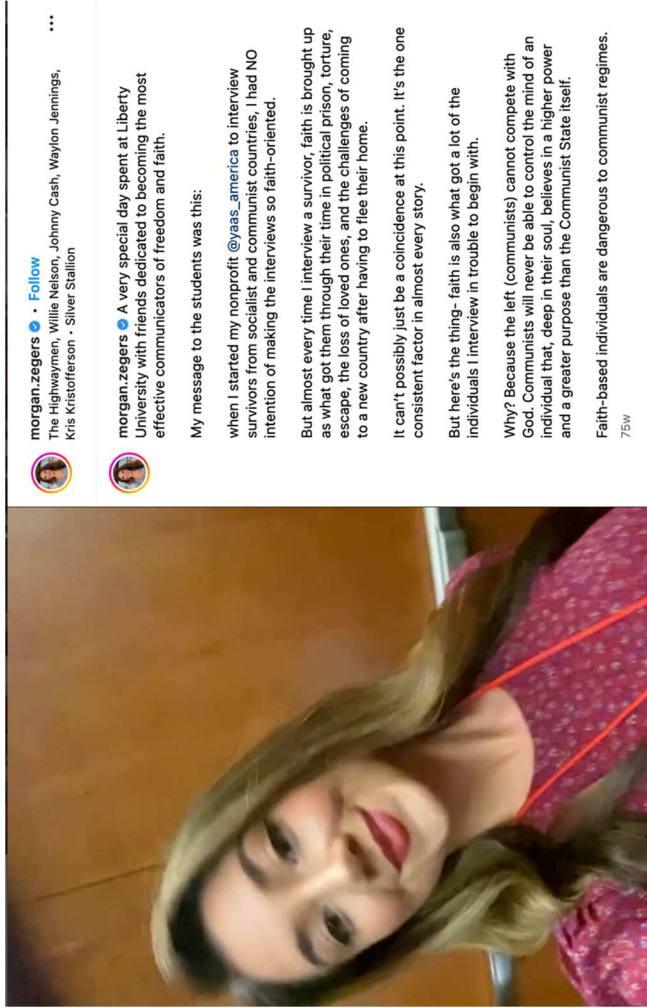 morgan.zegers • Follow
The Highwaymen, Willie Nelson, Johnny Cash, Waylon Jennings,
Kris Kristofferson • Silver Stallion
morgan.zegers A very special day spent at Liberty
University with friends dedicated to becoming the most
effective communicators of freedom and faith.
My message to the students was this:
when I started my nonprofit @yaas_america to interview
survivors from socialist and communist countries, I had NO
intention of making the interviews so faith-oriented.
But almost every time I interview a survivor, faith is brought up
as what got them through their time in political prison, torture,
escape, the loss of loved ones, and the challenges of coming
to a new country after having to flee their home.
It can't possibly just be a coincidence at this point. It's the one
consistent factor in almost every story.
But here's the thing- faith is also what got a lot of the
individuals I interview in trouble to begin with.
Why? Because the left (communists) cannot compete with
God. Communists will never be able to control the mind of an
individual that, deep in their soul, believes in a higher power
and a greater purpose than the Communist State itself.
Faith-based individuals are dangerous to communist regimes.
75w